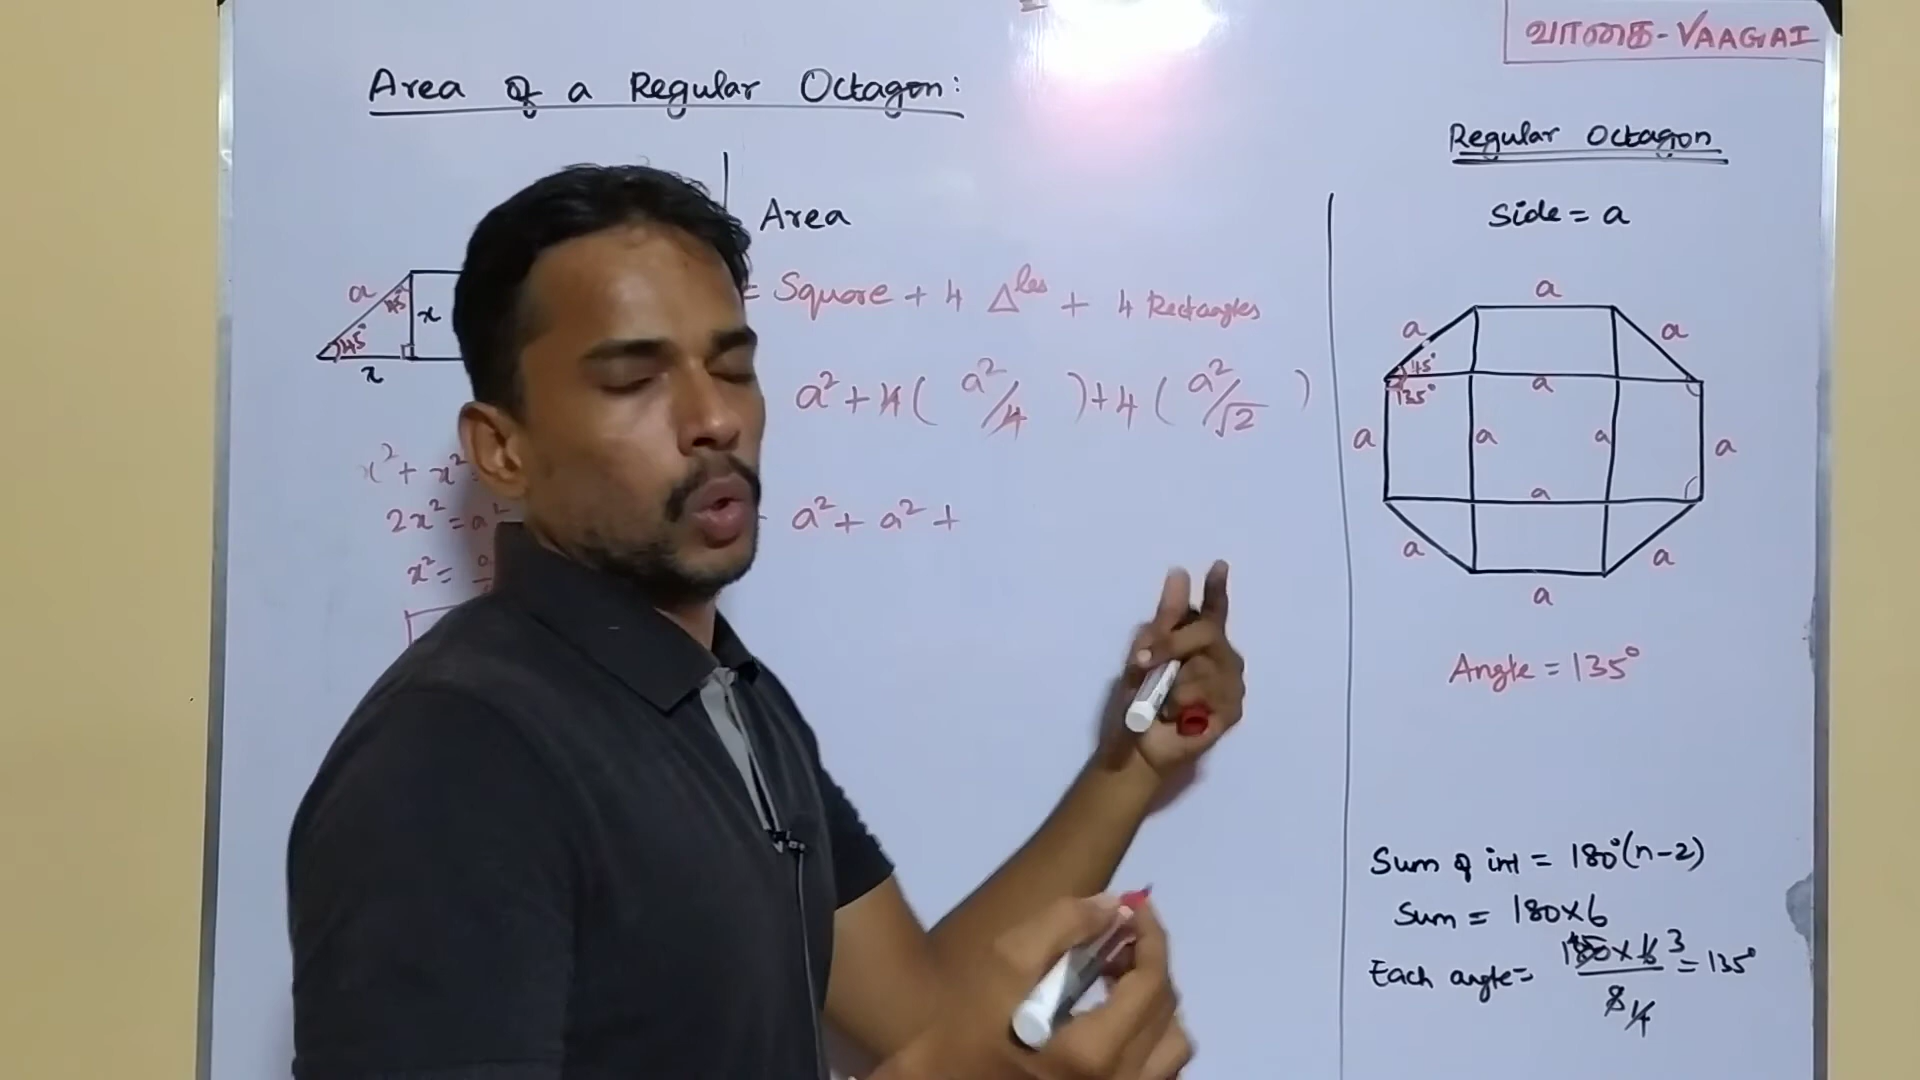 வாகை - VAAGAI
Area of a Regular Octagon:
Regular Octagon
Side = a
Area
= Square + 4 Δles + 4 Rectangles
a² + 4( a²/4 ) + 4 ( a²/√2 )
a² + a² +
a
45°
45°
x
x
x² + x²
2x² = a²
x² =
a
a
a
45°
135°
a
a
a
a
a
a
a
a
a
Angle = 135°
Sum of int = 180°(n-2)
Sum = 180×6
Each angle = 180×6 3 = 135°
8 4